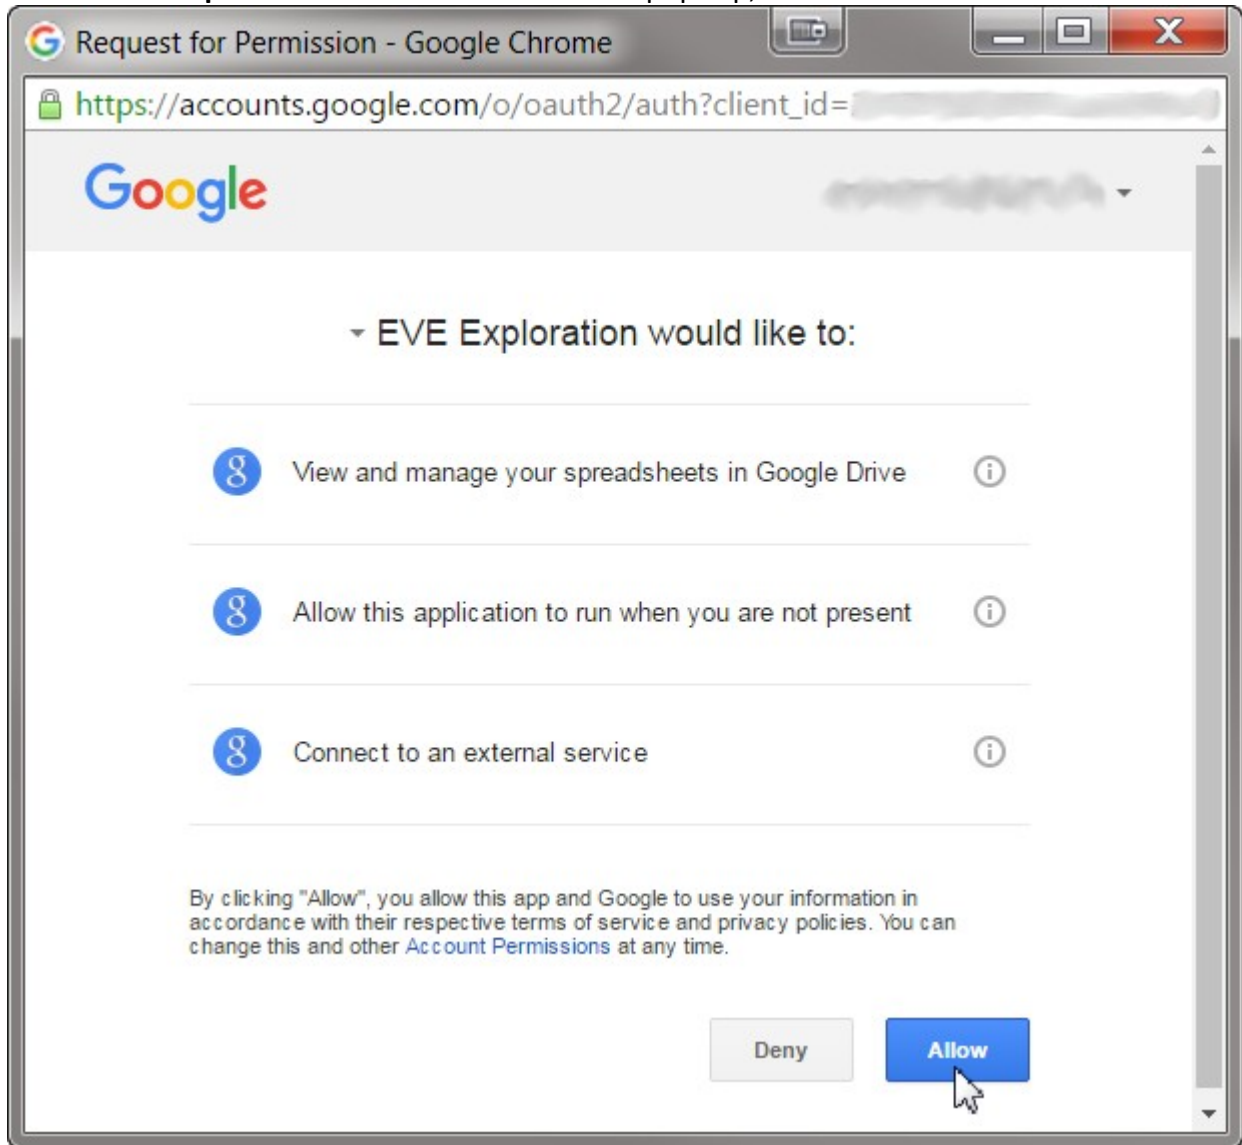 Request for Permission - Google Chrome
https://accounts.google.com/o/oauth2/auth?client_id=
Google
EVE Exploration would like to:
View and manage your spreadsheets in Google Drive
Allow this application to run when you are not present
Connect to an external service
By clicking "Allow", you allow this app and Google to use your information in
accordance with their respective terms of service and privacy policies. You can
change this and other Account Permissions at any time.
Deny
Allow